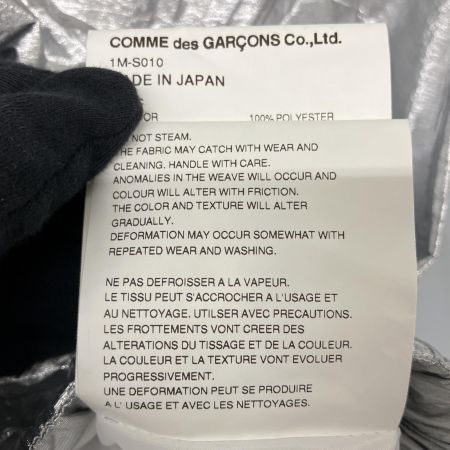 COMME des GARÇONS Co.,Ltd.
1M-S010
MADE IN JAPAN
100% POLYESTER
NOT STEAM.
THE FABRIC MAY CATCH WITH WEAR AND
CLEANING. HANDLE WITH CARE.
ANOMALIES IN THE WEAVE WILL OCCUR AND
COLOUR WILL ALTER WITH FRICTION.
THE COLOR AND TEXTURE WILL ALTER
GRADUALLY.
DEFORMATION MAY OCCUR SOMEWHAT WITH
REPEATED WEAR AND WASHING.
NE PAS DEFROISSER A LA VAPEUR.
LE TISSU PEUT S'ACCROCHER A L'USAGE ET
AU NETTOYAGE. UTILSER AVEC PRECAUTIONS.
LES FROTTEMENTS VONT CREER DES
ALTERATIONS DU TISSAGE ET DE LA COULEUR.
LA COULEUR ET LA TEXTURE VONT EVOLUER
PROGRESSIVEMENT.
UNE DEFORMATION PEUT SE PRODUIRE
A L' USAGE ET AVEC LES NETTOYAGES.